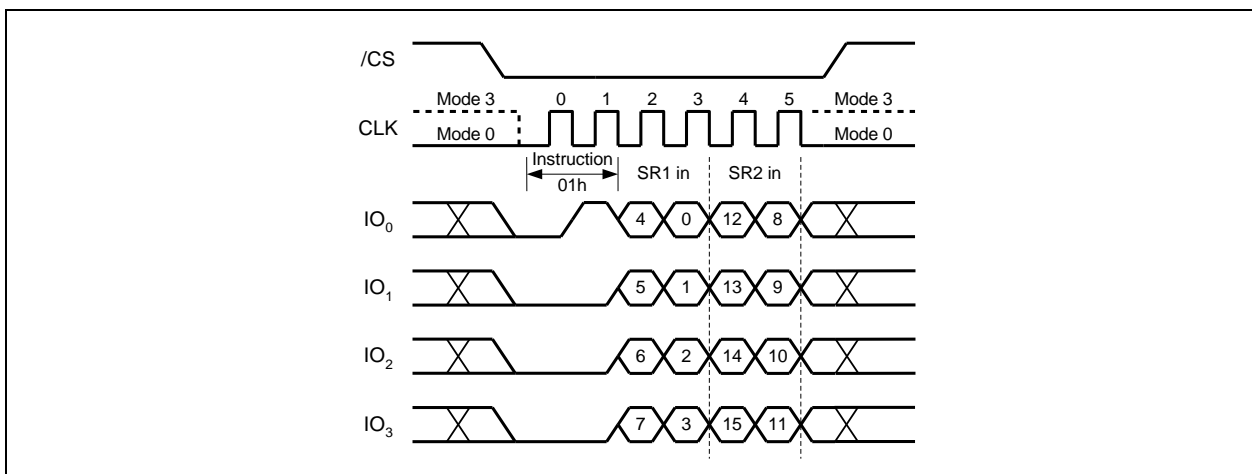 /CS
Mode 3 0 1 2 3 4 5 Mode 3
CLK Mode 0 Mode 0
Instruction
01h SR1 in SR2 in
IO0 4 0 12 8
IO1 5 1 13 9
IO2 6 2 14 10
IO3 7 3 15 11